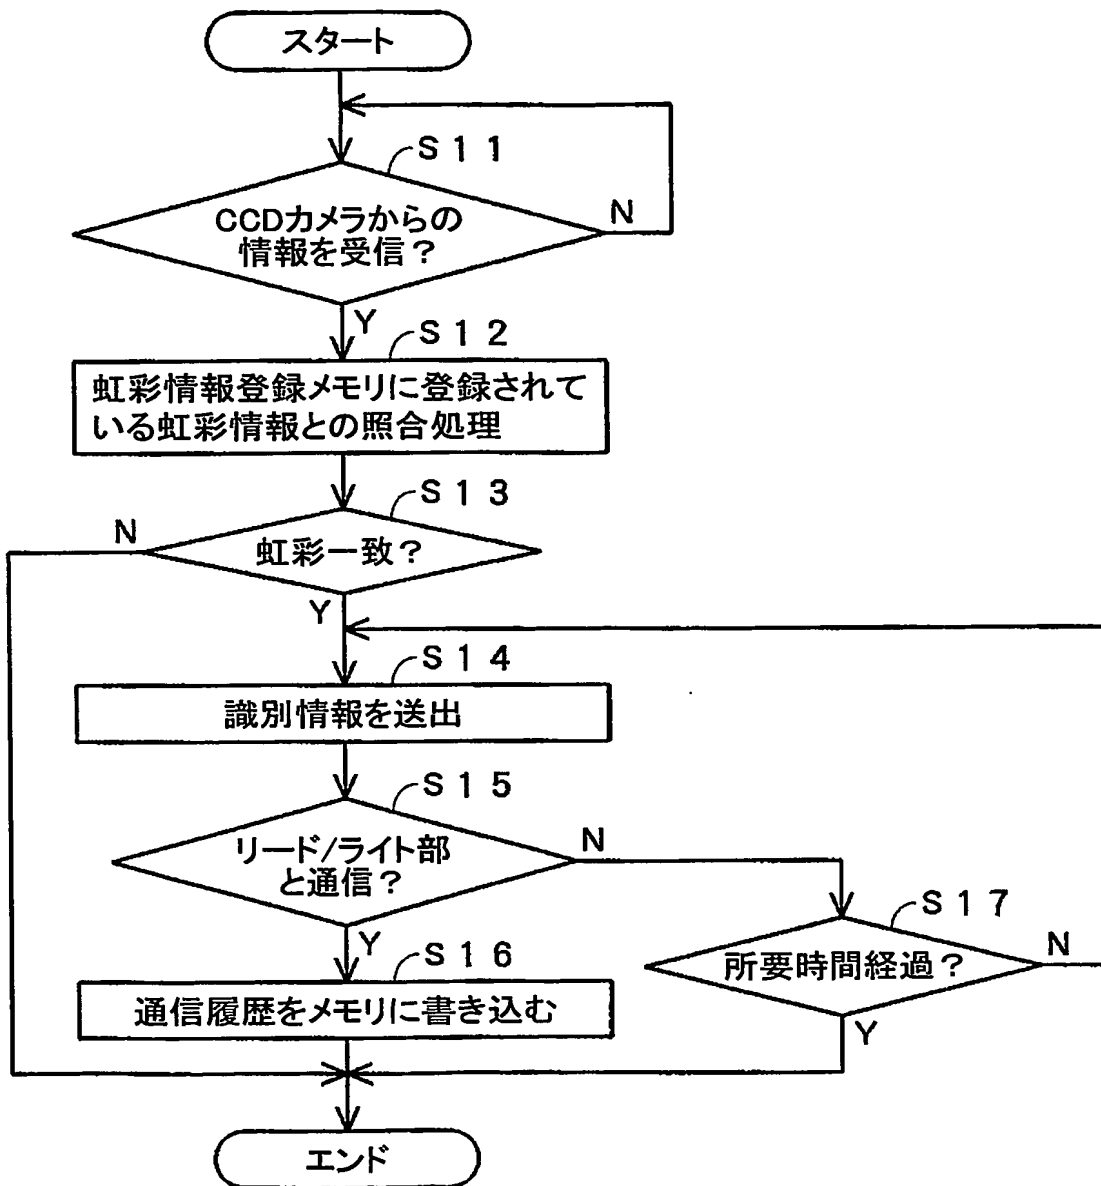 スタート
S11
CCDカメラからの
情報を受信？
N
Y
S12
虹彩情報登録メモリに登録されて
いる虹彩情報との照合処理
S13
N
虹彩一致？
Y
S14
識別情報を送出
S15
リード/ライト部
と通信？
N
Y
S17
所要時間経過？
N
Y
S16
通信履歴をメモリに書き込む
エンド